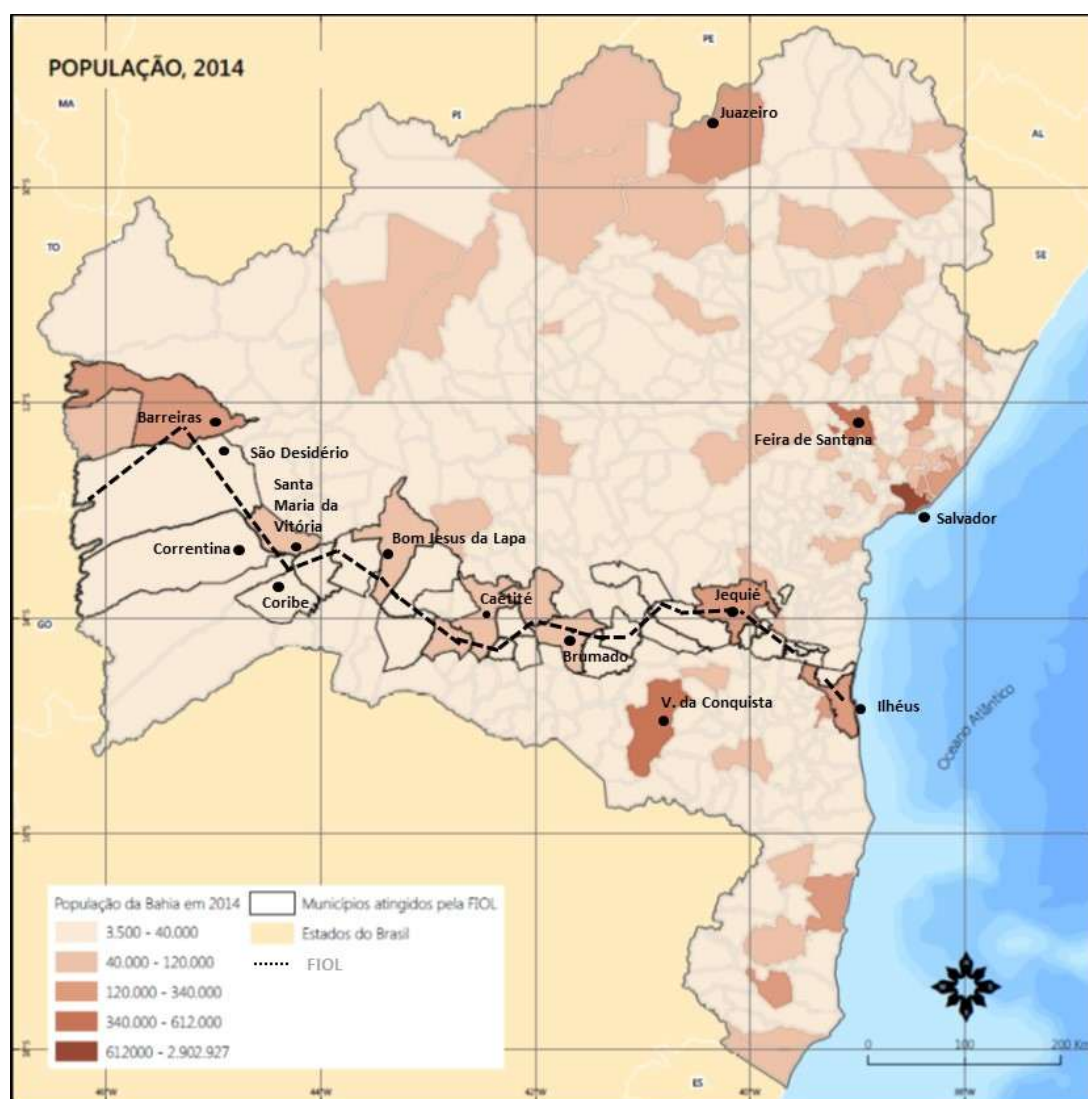 POPULAÇÃO, 2014
PE
MA
PI
Juazeiro
AL
TO
SE
Barreiras
São Desidério
Feira de Santana
Santa
Maria da
Vitória
Salvador
Correntina
Bom Jesus da Lapa
Coribe
Caetité
Jequié
GO
Brumado
V. da Conquista
Ilhéus
Oceano Atlântico
População da Bahia em 2014
3.500 - 40.000
40.000 - 120.000
120.000 - 340.000
340.000 - 612.000
612000 - 2.902.927
Municípios atingidos pela FIOL
Estados do Brasil
FIOL
0 100 200 Km
ES